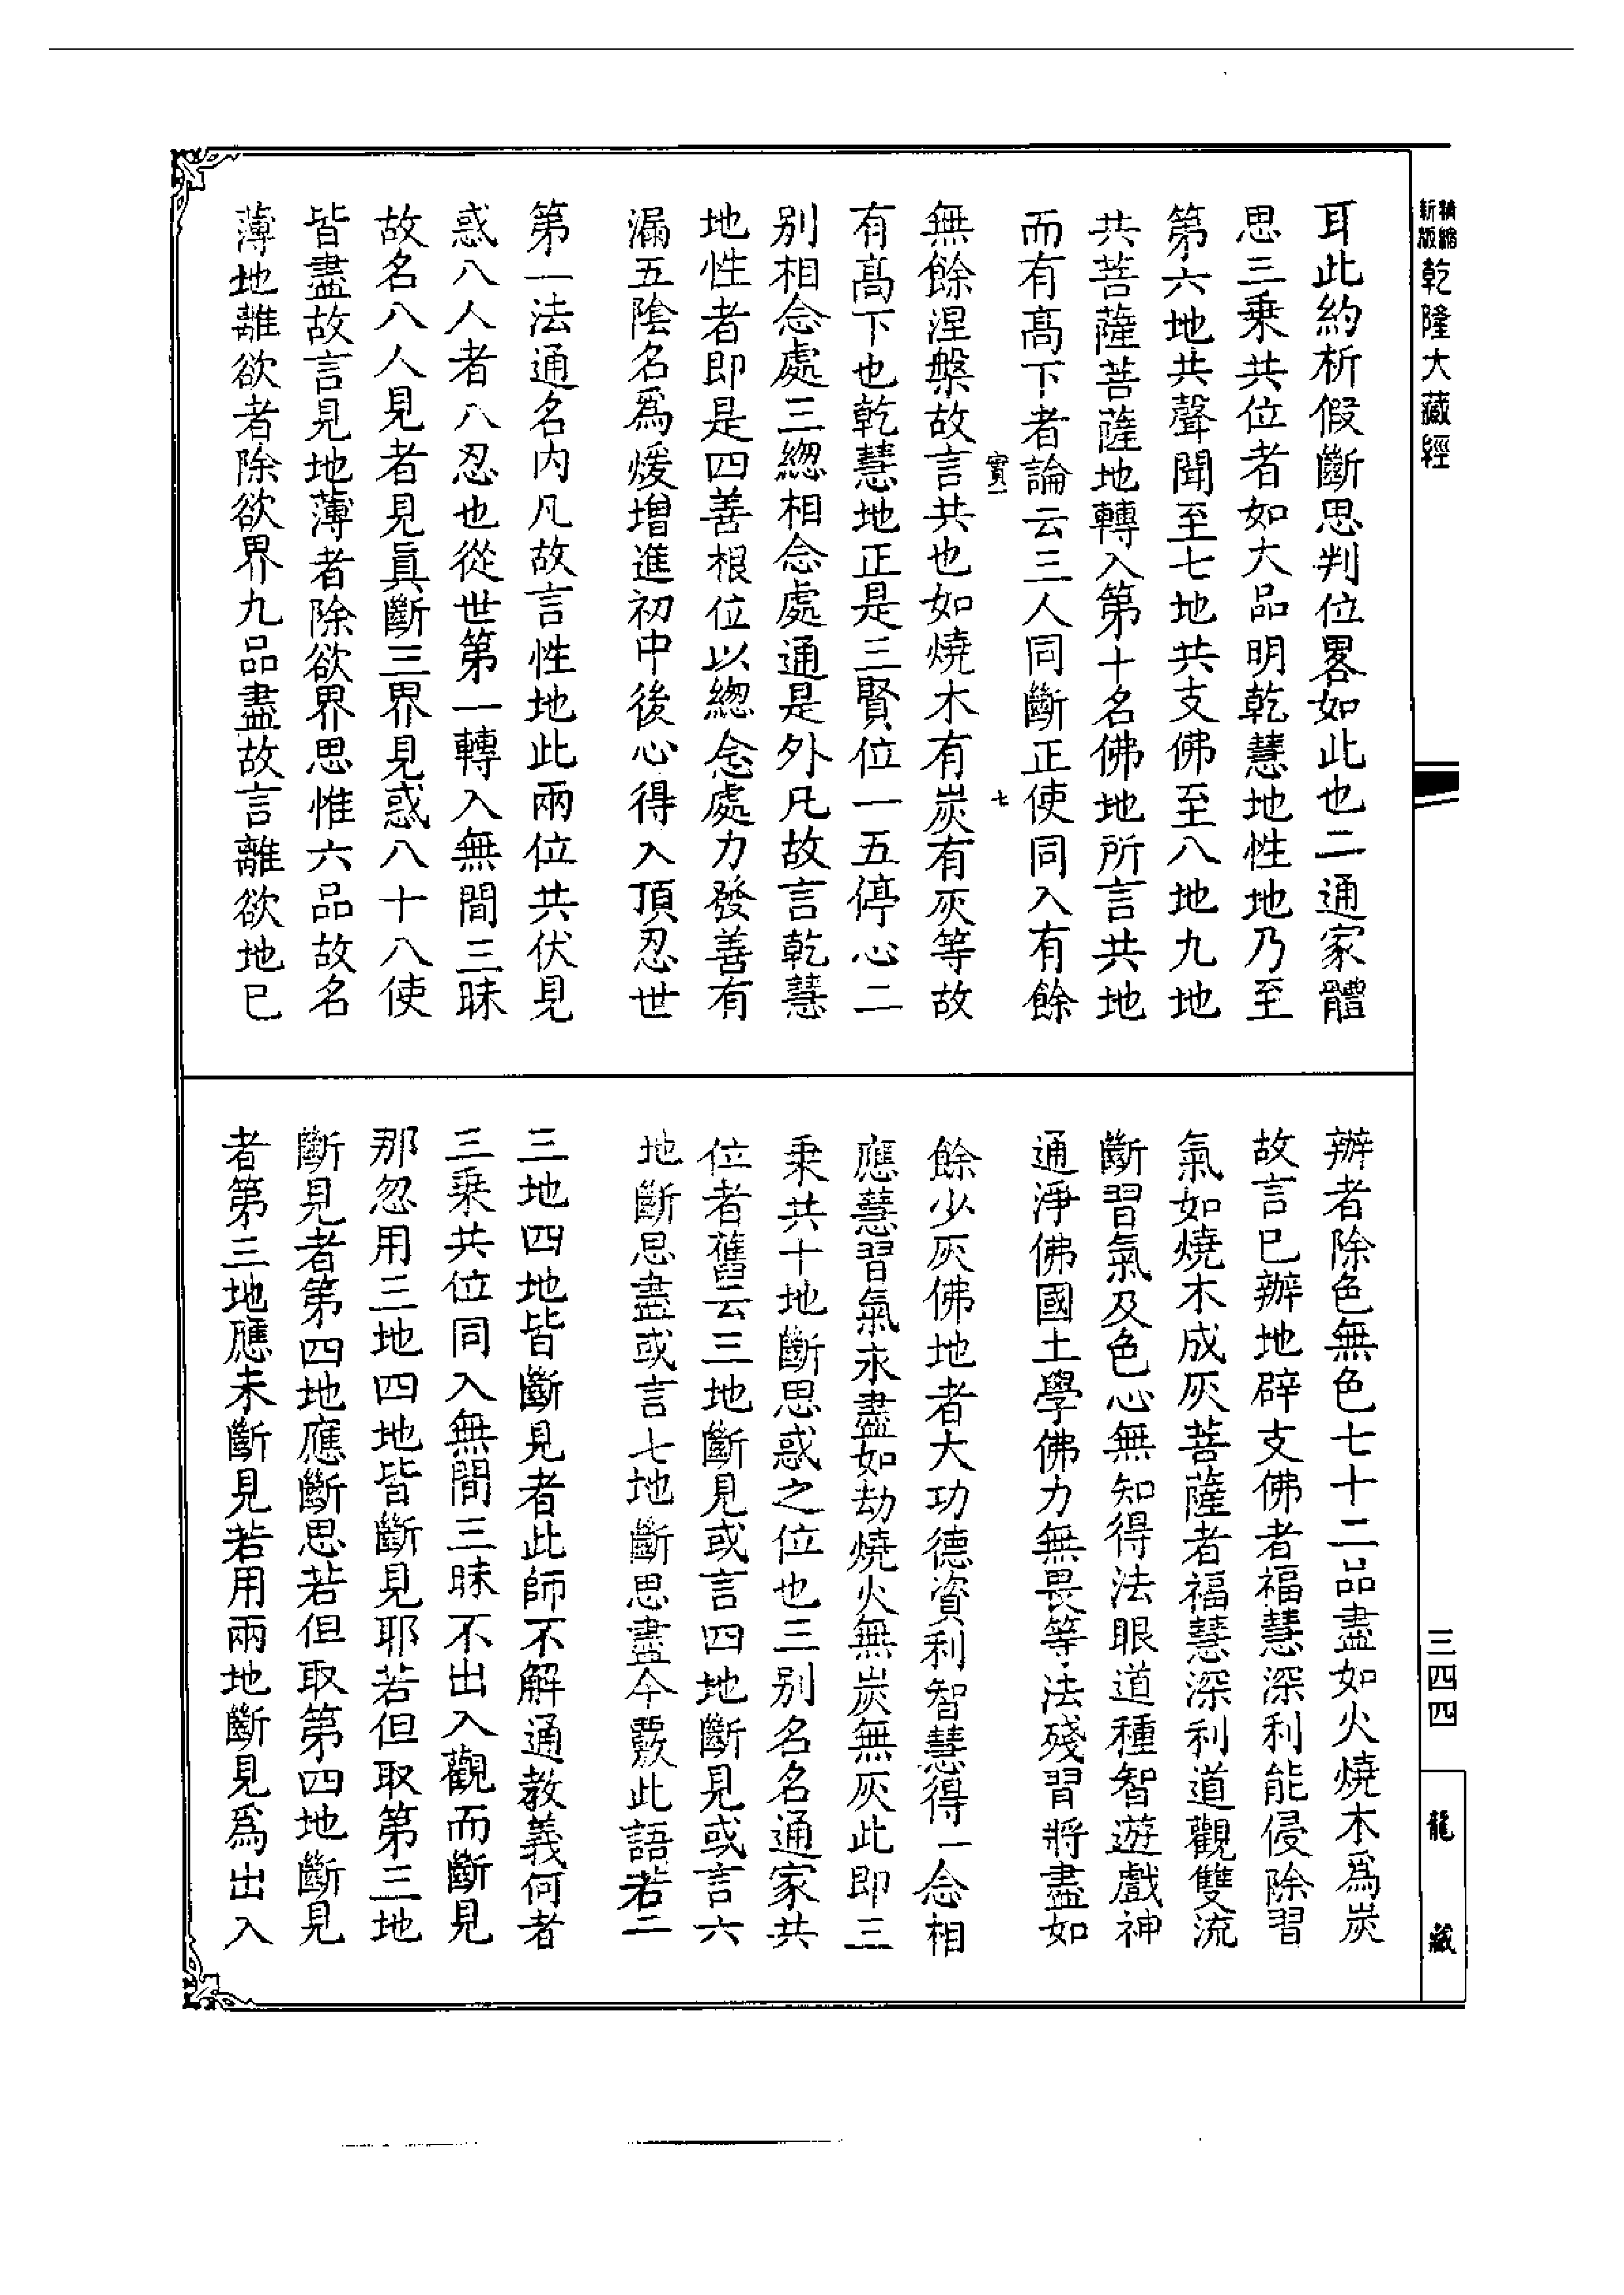 精縮
新版
乾隆大藏經
耳此約析假斷思判位畧如此也二通家體
思三乘共位者如大品明乾慧地性地乃至
第六地共聲聞至七地共支佛至八地九地
共菩薩菩薩地轉入第十名佛地所言共地
而有髙下者論云三人同斷正使同入有餘
實一
七
無餘涅槃故言共也如燒木有炭有灰等故
有髙下也乾慧地正是三賢位一五停心二
别相念處三緫相念處通是外凡故言乾慧
地性者即是四善根位以緫念處力發善有
漏五陰名爲煖增進初中後心得入頂忍世
第一法通名内凡故言性地此兩位共伏見
惑八人者八忍也從世第一轉入無間三昧
故名八人見者見眞斷三界見惑八十八使
皆盡故言見地薄者除欲界思惟六品故名
薄地離欲者除欲界九品盡故言離欲地已
辦者除色無色七十二品盡如火燒木爲炭
故言已辦地辟支佛者福慧深利能侵除習
氣如燒木成灰菩薩者福慧深利道觀雙流
斷習氣及色心無知得法眼道種智遊戲神
通淨佛國土學佛力無畏等法殘習將盡如
餘少灰佛地者大功德資利智慧得一念相
應慧習氣永盡如劫燒火無炭無灰此即三
乘共十地斷思惑之位也三别名名通家共
位者舊云三地斷見或言四地斷見或言六
地斷思盡或言七地斷思盡今覈此語若二
三地四地皆斷見者此師不解通教義何者
三乘共位同入無間三昧不出入觀而斷見
那忽用三地四地皆斷見耶若但取第三地
斷見者第四地應斷思若但取第四地斷見
者第三地應未斷見若用兩地斷見爲出入
三四四
龍藏